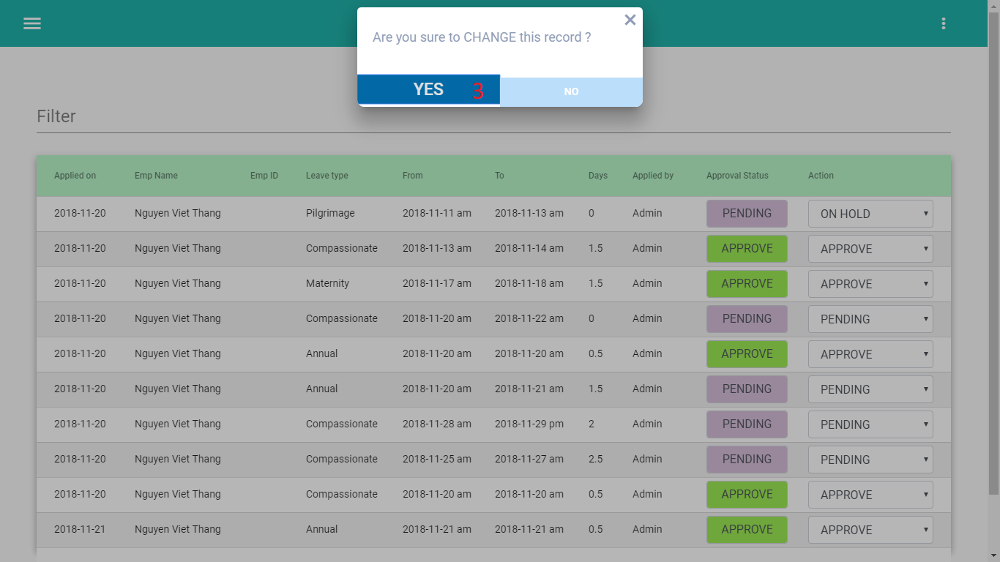 Are you sure to CHANGE this record ?
YES 3 NO
Filter
Applied on Emp Name Emp ID Leave type From To Days Applied by Approval Status Action
2018-11-20 Nguyen Viet Thang Pilgrimage 2018-11-11 am 2018-11-13 am 0 Admin PENDING ON HOLD
2018-11-20 Nguyen Viet Thang Compassionate 2018-11-13 am 2018-11-14 am 1.5 Admin APPROVE APPROVE
2018-11-20 Nguyen Viet Thang Maternity 2018-11-17 am 2018-11-18 am 1.5 Admin APPROVE APPROVE
2018-11-20 Nguyen Viet Thang Compassionate 2018-11-20 am 2018-11-22 am 0 Admin PENDING PENDING
2018-11-20 Nguyen Viet Thang Annual 2018-11-20 am 2018-11-20 am 0.5 Admin APPROVE APPROVE
2018-11-20 Nguyen Viet Thang Annual 2018-11-20 am 2018-11-21 am 1.5 Admin PENDING PENDING
2018-11-20 Nguyen Viet Thang Compassionate 2018-11-28 am 2018-11-29 pm 2 Admin PENDING PENDING
2018-11-20 Nguyen Viet Thang Compassionate 2018-11-25 am 2018-11-27 am 2.5 Admin PENDING PENDING
2018-11-20 Nguyen Viet Thang Compassionate 2018-11-20 am 2018-11-20 am 0.5 Admin APPROVE APPROVE
2018-11-21 Nguyen Viet Thang Annual 2018-11-21 am 2018-11-21 am 0.5 Admin APPROVE APPROVE